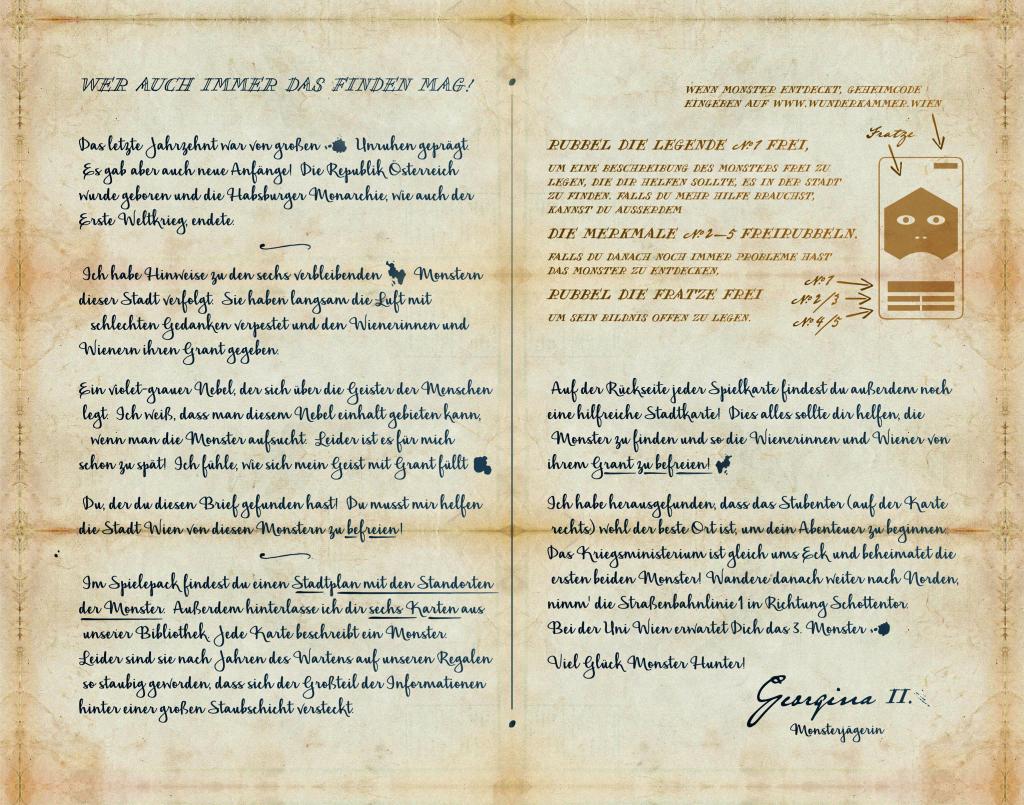 WER AUCH IMMER DAS FINDEN MAG!
Das letzte Jahrzehnt war von großen Unruhen geprägt.
Es gab aber auch neue Anfänge! Die Republik Österreich
wurde geboren und die Habsburger Monarchie, wie auch der
Erste Weltkrieg, endete.
Ich habe Hinweise zu den sechs verbleibenden Monstern
dieser Stadt verfolgt. Sie haben langsam die Luft mit
schlechten Gedanken verpestet und den Wienerinnen und
Wienern ihren Grant gegeben.
Ein violet-grauer Nebel, der sich über die Geister der Menschen
legt. Ich weiß, dass man diesem Nebel einhalt gebieten kann,
wenn man die Monster aufsucht. Leider ist es für mich
schon zu spät! Ich fühle, wie sich mein Geist mit Grant füllt
Du, der du diesen Brief gefunden hast! Du musst mir helfen
die Stadt Wien von diesen Monstern zu befreien!
Im Spielepack findest du einen Stadtplan mit den Standorten
der Monster. Außerdem hinterlasse ich dir sechs Karten aus
unserer Bibliothek. Jede Karte beschreibt ein Monster.
Leider sind sie nach Jahren des Wartens auf unseren Regalen
so staubig geworden, dass sich der Großteil der Informationen
hinter einer großen Staubschicht versteckt.
WENN MONSTER ENTDECKT, GEHEIMCODE
EINGEBEN AUF WWW.WUNDERKAMMER.WIEN
Fratze
RUBBEL DIE LEGENDE Nº1 FREI,
UM EINE BESCHREIBUNG DES MONSTERS FREI ZU
LEGEN, DIE DIR HELFEN SOLLTE, ES IN DER STADT
ZU FINDEN. FALLS DU MEHR HILFE BRAUCHST,
KANNST DU AUSSERDEM
DIE MERKMALE Nº2–5 FREIRUBBELN.
FALLS DU DANACH NOCH IMMER PROBLEME HAST
DAS MONSTER ZU ENTDECKEN,
RUBBEL DIE FRATZE FREI
UM SEIN BILDNIS OFFEN ZU LEGEN.
Nº1
Nº2/3
Nº4/5
Auf der Rückseite jeder Spielkarte findest du außerdem noch
eine hilfreiche Stadtkarte! Dies alles sollte dir helfen, die
Monster zu finden und so die Wienerinnen und Wiener von
ihrem Grant zu befreien!
Ich habe herausgefunden, dass das Stubentor (auf der Karte
rechts) wohl der beste Ort ist, um dein Abenteuer zu beginnen.
Das Kriegsministerium ist gleich ums Eck und beheimatet die
ersten beiden Monster! Wandere danach weiter nach Norden,
nimm' die Straßenbahnlinie 1 in Richtung Schottentor.
Bei der Uni Wien erwartet Dich das 3. Monster
Viel Glück Monster Hunter!
Georgina II.
Monsterjägerin